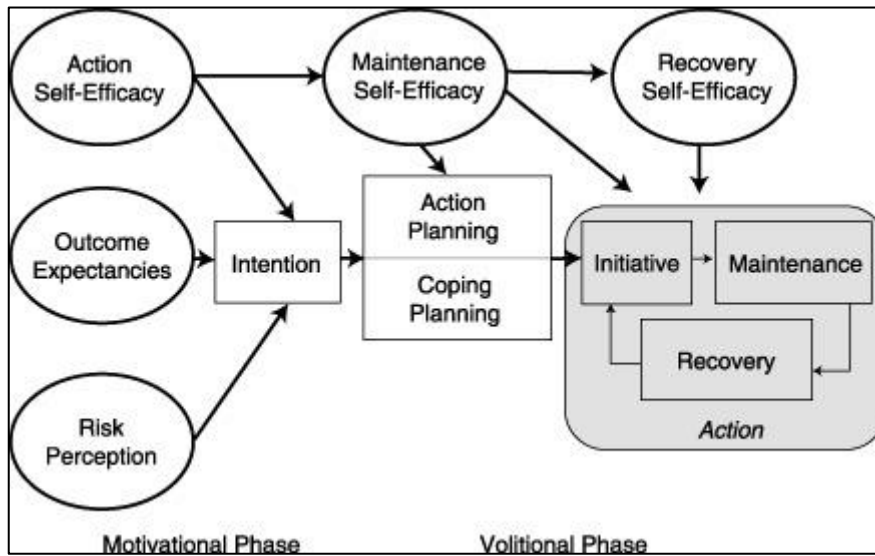 Action
Self-Efficacy
Maintenance
Self-Efficacy
Recovery
Self-Efficacy
Outcome
Expectancies
Intention
Action
Planning
Coping
Planning
Initiative
Maintenance
Recovery
Action
Risk
Perception
Motivational Phase
Volitional Phase